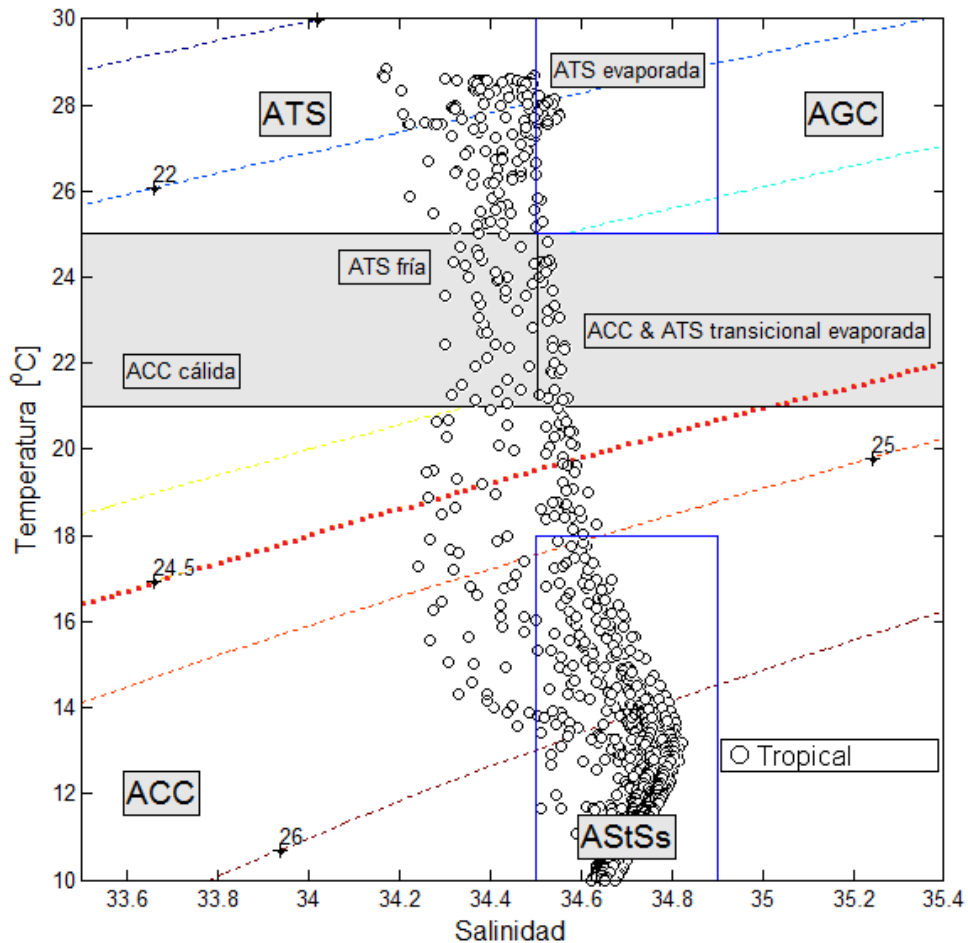 30
28
26
24
22
20
18
16
14
12
10
Temperatura [ºC]
ATS
ATS evaporada
AGC
22
ATS fría
ACC & ATS transicional evaporada
ACC cálida
25
24.5
Tropical
ACC
26
AStSs
33.6
33.8
34
34.2
34.4
34.6
34.8
35
35.2
35.4
Salinidad